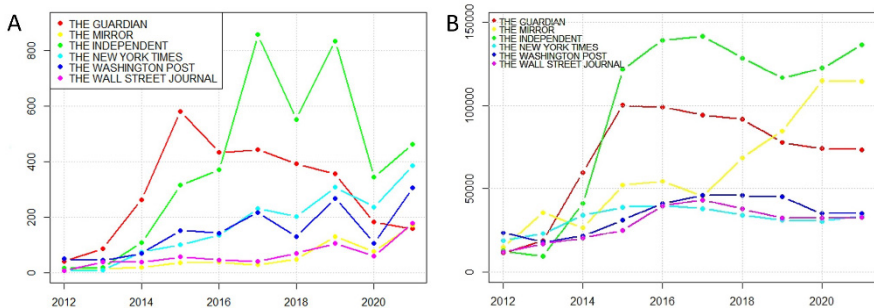 A
THE GUARDIAN
THE MIRROR
THE INDEPENDENT
THE NEW YORK TIMES
THE WASHINGTON POST
THE WALL STREET JOURNAL
800
600
400
200
0
2012 2014 2016 2018 2020
B
THE GUARDIAN
THE MIRROR
THE INDEPENDENT
THE NEW YORK TIMES
THE WASHINGTON POST
THE WALL STREET JOURNAL
150000
100000
50000
0
2012 2014 2016 2018 2020